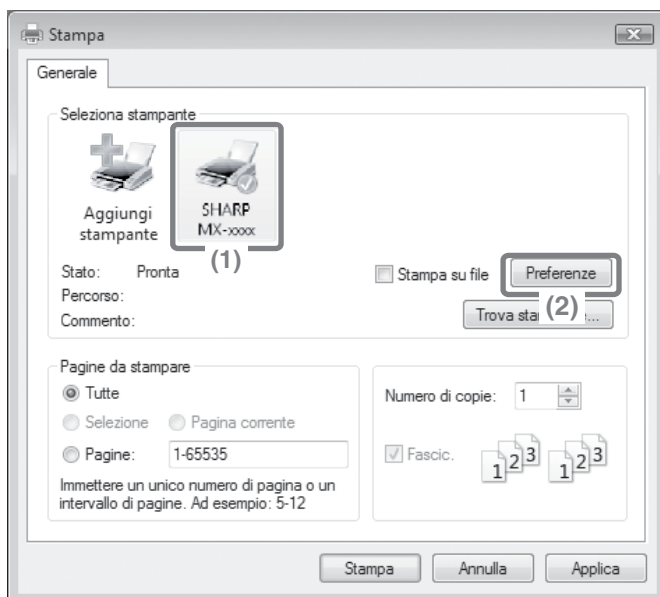 Stampa
Generale
Seleziona stampante
Aggiungi
stampante
SHARP
MX-xxxx
(1)
Stato: Pronta
Stampa su file
Preferenze
Percorso:
Commento:
Trova sta
(2)
...
Pagine da stampare
Tutte
Selezione
Pagina corrente
Pagine:
1-65535
Immettere un unico numero di pagina o un
intervallo di pagine. Ad esempio: 5-12
Numero di copie: 1
Fascic.
1 2 3 1 2 3
Stampa
Annulla
Applica